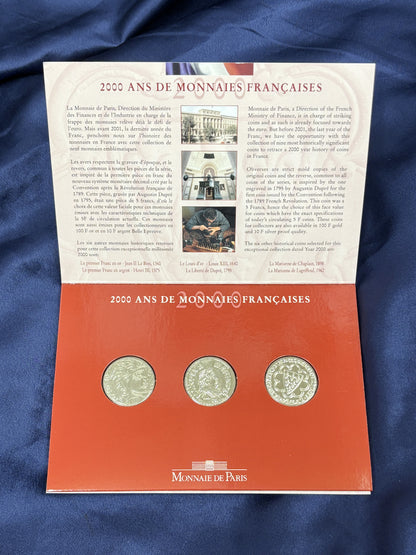 2000
2000 ANS DE MONNAIES FRANÇAISES
La Monnaie de Paris, Direction du Ministère
des Finances et de l'Industrie en charge de la
frappe des monnaies relève déjà le défi de
l'euro. Mais avant 2001, la dernière année du
Franc, penchons nous sur l'histoire des
monnaies en France avec cette collection de
neuf monnaies exceptionnelles.
Les avers respectent la gravure d'époque, et le
revers, commun à toutes les pièces de la série,
est inspiré de la première pièce en franc du
nouveau système monétaire décimal créé par la
Convention après la Révolution française de
1789. Cette pièce, gravée par Augustin Dupré
en 1795, était une pièce de 5 francs, d'où le
choix de cette valeur faciale pour ces monnaies
émises avec les caractéristiques techniques de
la 5F de circulation actuelle. Ces monnaies
sont aussi émises pour les collectionneurs en
100 F or et en 10 F argent Belle Epreuve.
Les six autres monnaies historiques retenues
pour cette collection exceptionnelle millésimée
2000 sont:
Le premier Franc en or - Jean II Le Bon, 1360
Le premier Franc en argent - Henri III, 1575
Monnaie de Paris, a Direction of the French
Ministry of Finance, is in charge of striking
coins and as such is already focused towards
the euro. But before 2001, the last year of the
Franc, we have the opportunity with this
collection of nine most historically significant
coins to create a 2000 year history of coins
in France.
Obverses are strict mold copies of the
original coins and the reverse, common to all
coins of the series, is inspired by the one
engraved in 1795 by Augustin Dupré for the
first coin issued by the Convention following
the 1789 French Revolution. This coin was a
5 Francs, hence the choice of this face value
for coins which have the exact specifications
of today's circulating 5 F coins. These coins
for collectors are also available in 100 F gold
and 10 F silver proof quality.
The six other historical coins selected for this
exceptional collection dated Year 2000 are:
Le Louis d'or - Louis XIII, 1640
La Liberté de Dupré, 1795
La Marianne de Chaplain, 1898
La Marianne de Lagriffoul, 1962
2000
2000 ANS DE MONNAIES FRANÇAISES
MONNAIE DE PARIS